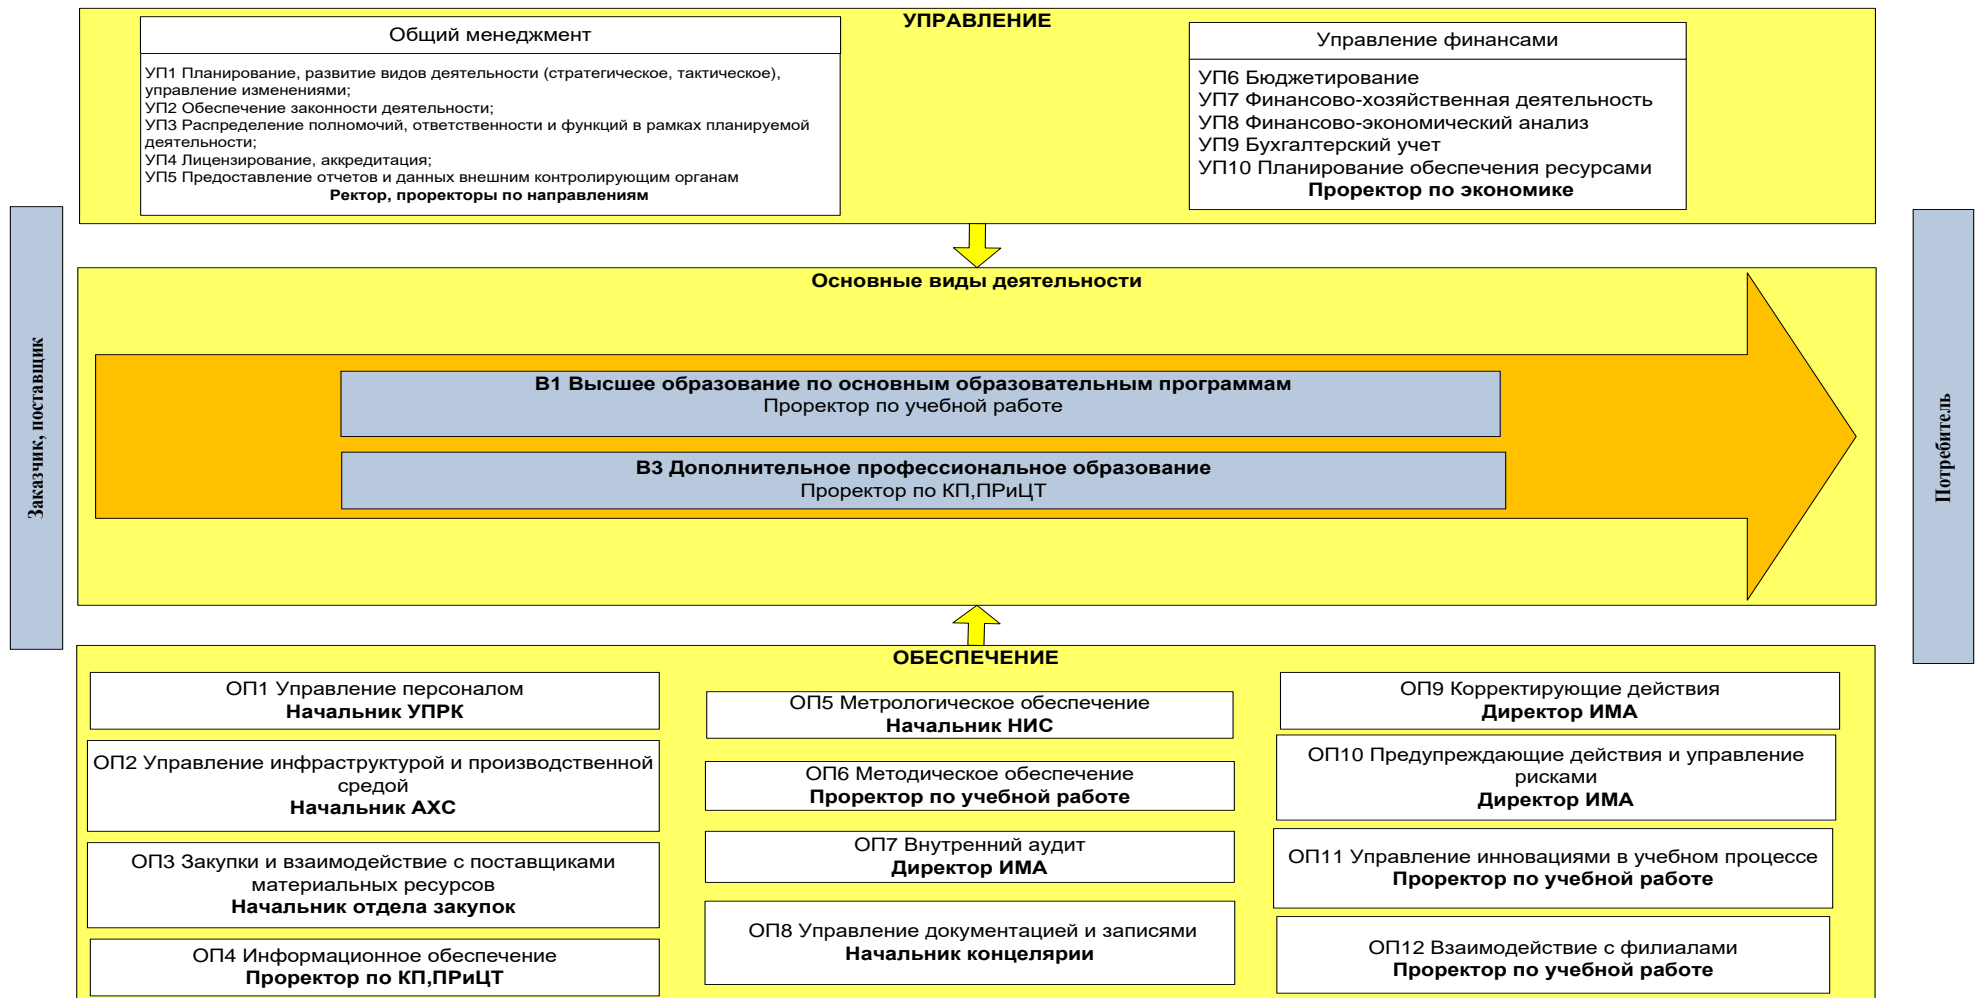 УПРАВЛЕНИЕ
Общий менеджмент
УП1 Планирование, развитие видов деятельности (стратегическое, тактическое),
управление изменениями;
УП2 Обеспечение законности деятельности;
УП3 Распределение полномочий, ответственности и функций в рамках планируемой
деятельности;
УП4 Лицензирование, аккредитация;
УП5 Предоставление отчетов и данных внешним контролирующим органам
Ректор, проректоры по направлениям
Управление финансами
УП6 Бюджетирование
УП7 Финансово-хозяйственная деятельность
УП8 Финансово-экономический анализ
УП9 Бухгалтерский учет
УП10 Планирование обеспечения ресурсами
Проректор по экономике
Заказчик, поставщик
Основные виды деятельности
В1 Высшее образование по основным образовательным программам
Проректор по учебной работе
В3 Дополнительное профессиональное образование
Проректор по КП,ПРиЦТ
Потребитель
ОБЕСПЕЧЕНИЕ
ОП1 Управление персоналом
Начальник УПРК
ОП2 Управление инфраструктурой и производственной
средой
Начальник АХС
ОП3 Закупки и взаимодействие с поставщиками
материальных ресурсов
Начальник отдела закупок
ОП4 Информационное обеспечение
Проректор по КП,ПРиЦТ
ОП5 Метрологическое обеспечение
Начальник НИС
ОП6 Методическое обеспечение
Проректор по учебной работе
ОП7 Внутренний аудит
Директор ИМА
ОП8 Управление документацией и записями
Начальник концелярии
ОП9 Корректирующие действия
Директор ИМА
ОП10 Предупреждающие действия и управление
рисками
Директор ИМА
ОП11 Управление инновациями в учебном процессе
Проректор по учебной работе
ОП12 Взаимодействие с филиалами
Проректор по учебной работе